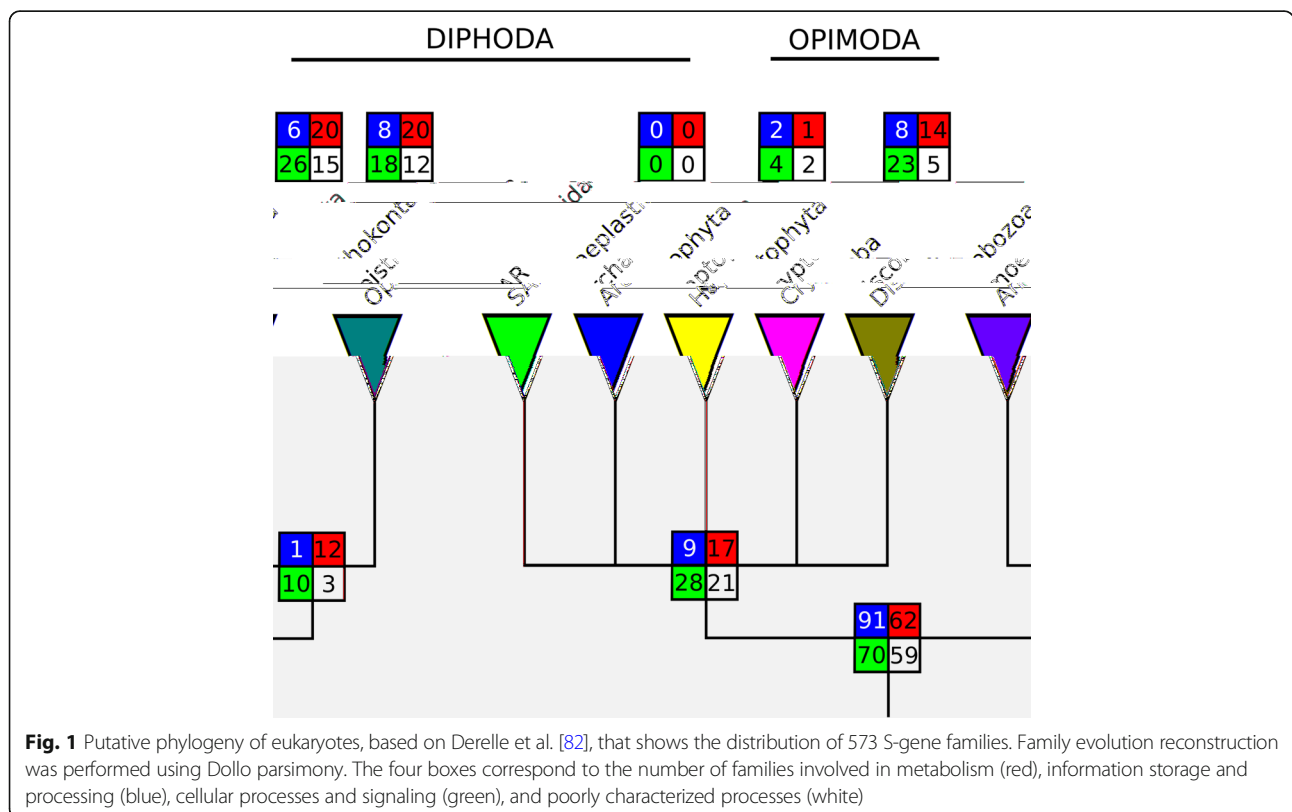 DIPHODA OPIMODA
6 20 8 20 0 0 2 1 8 14
26 15 18 12 0 0 4 2 23 5
1 12 9 17
10 3 28 21
91 62
70 59
Fig. 1 Putative phylogeny of eukaryotes, based on Derelle et al. [82], that shows the distribution of 573 S-gene families. Family evolution reconstruction
was performed using Dollo parsimony. The four boxes correspond to the number of families involved in metabolism (red), information storage and
processing (blue), cellular processes and signaling (green), and poorly characterized processes (white)